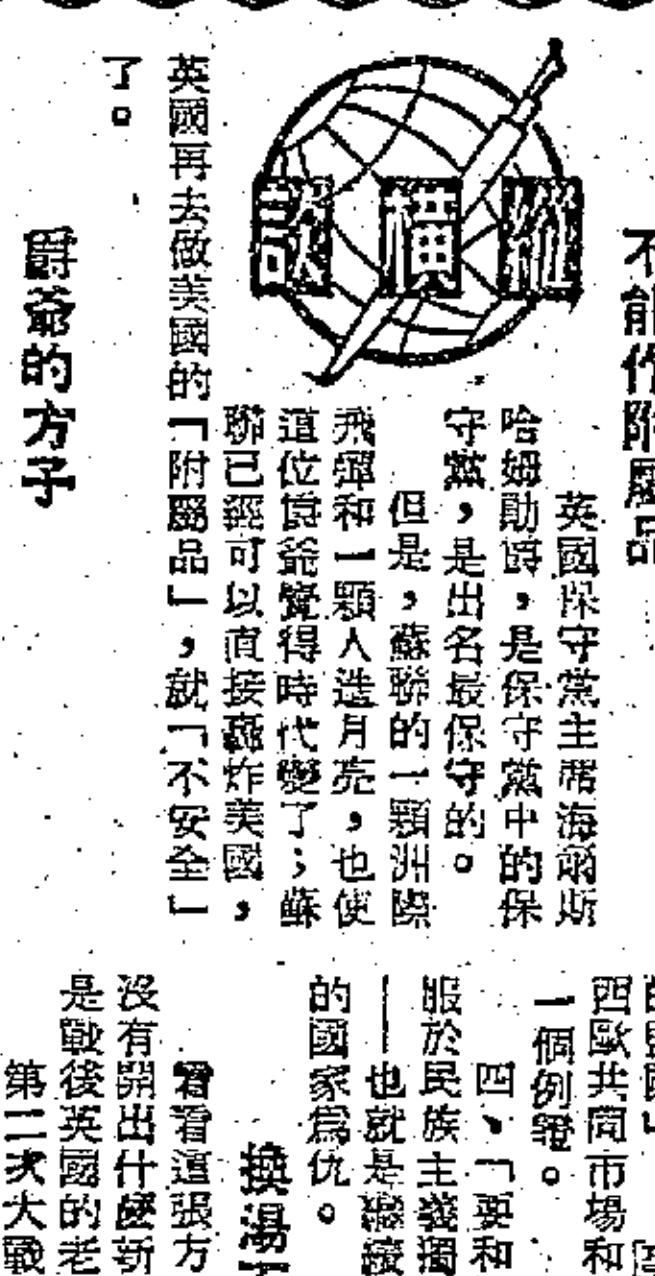 縱橫談
不能作附屬品
英國保守黨主席海爾斯
哈姆勛爵,是保守黨中的保
守黨,是出名最保守的。
但是,蘇聯的一顆洲際
飛彈和一顆人造月亮,也使
這位爵爺覺得時代變了;蘇
聯已經可以直接轟炸美國,
英國再去做美國的「附屬品」,就「不安全」
了。
爵爺的方子
西歐共同市場和
一個例證。
四、「要和
服於民族主義獨
——也就是繼續
的國家爲仇。
換湯
看看這張方
沒有開出什麼新
是戰後英國的老
第二次大戰